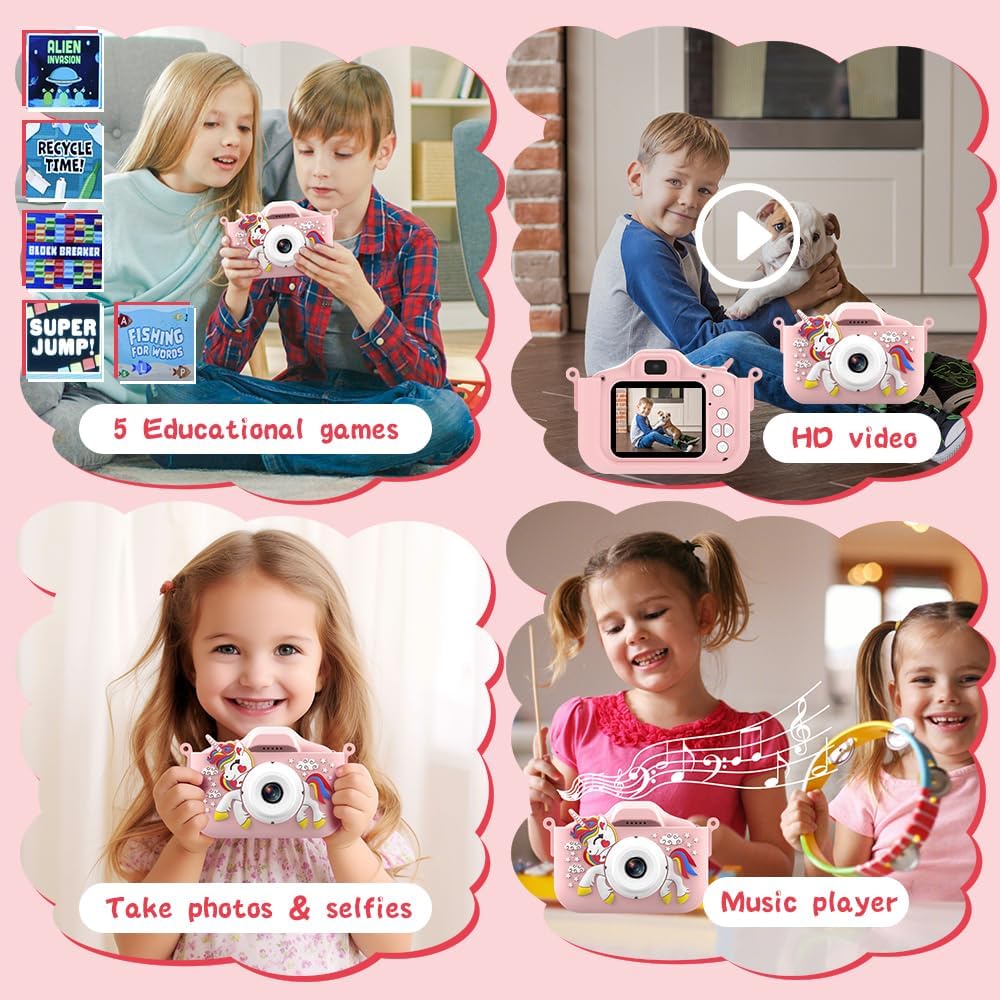 ALIEN
INVASION
RECYCLE
TIME!
BLOCK BREAKER
SUPER
JUMP!
A
FISHING
FOR WORDS
L
P
5 Educational games
HD video
Take photos & selfies
Music player